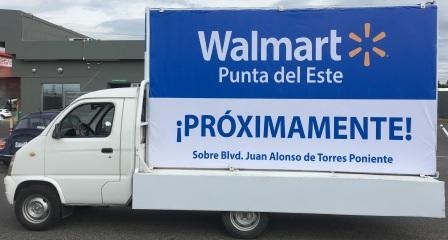 Walmart
Punta del Este
¡PRÓXIMAMENTE!
Sobre Blvd. Juan Alonso de Torres Poniente